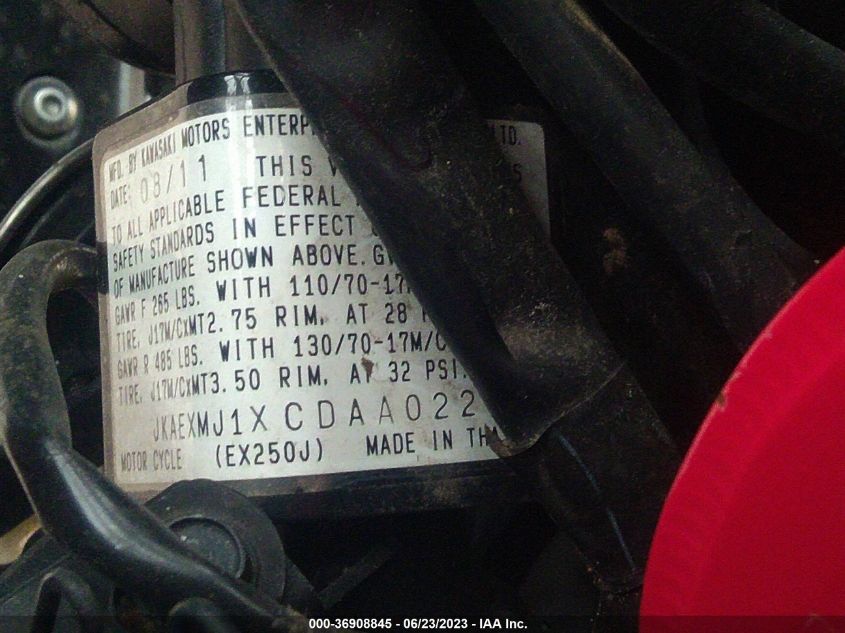 MFD. BY KAWASAKI MOTORS ENTERP LTD.
DATE: 08/11 THIS V S
TO ALL APPLICABLE FEDERAL
SAFETY STANDARDS IN EFFECT
OF MANUFACTURE SHOWN ABOVE.
GAWR F 265 LBS. WITH 110/70-17
TIRE, J17M/CXMT2.75 RIM, AT 28
GAWR R 485 LBS. WITH 130/70-17M/C
TIRE, J17M/CXMT3.50 RIM, AT 32 PSI.
JKAEXMJ1XCDAA022
MOTOR CYCLE (EX250J) MADE IN THA
000-36908845 - 06/23/2023 - IAA Inc.